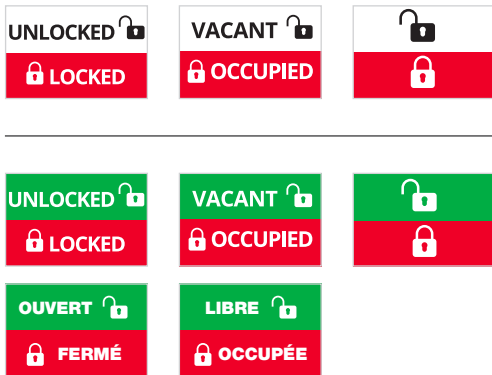 UNLOCKED
LOCKED
VACANT
OCCUPIED
UNLOCKED
LOCKED
VACANT
OCCUPIED
OUVERT
FERMÉ
LIBRE
OCCUPÉE